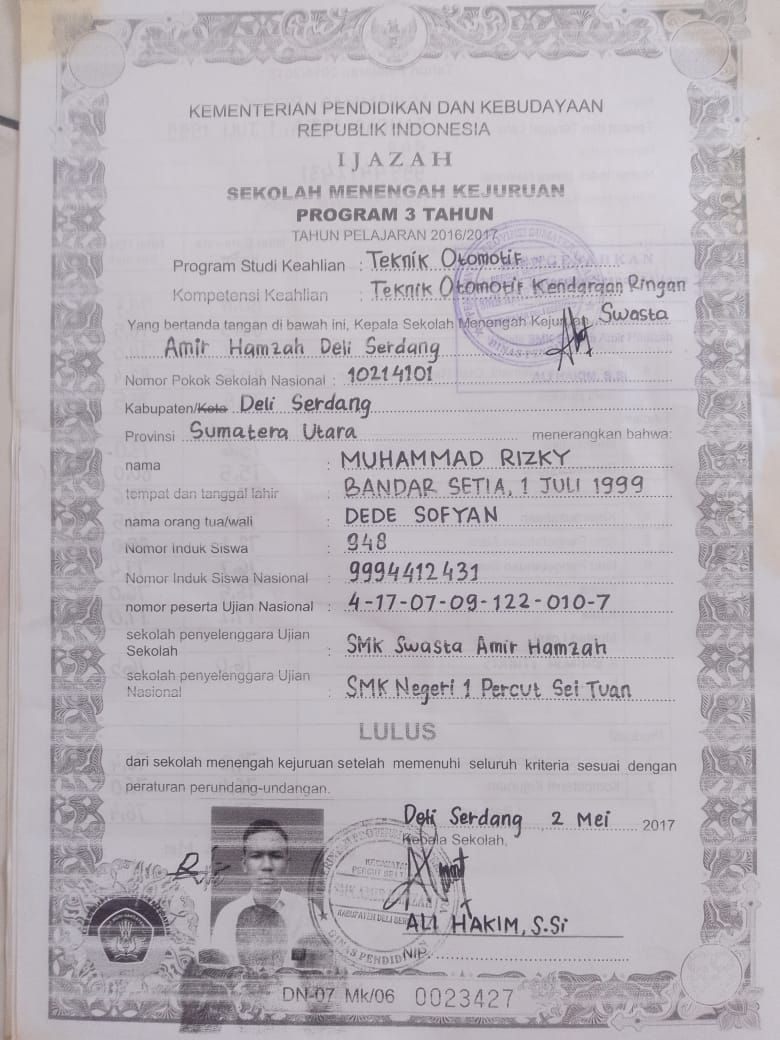 KEMENTERIAN PENDIDIKAN DAN KEBUDAYAAN
REPUBLIK INDONESIA
IJAZAH
SEKOLAH MENENGAH KEJURUAN
PROGRAM 3 TAHUN
TAHUN PELAJARAN 2016/2017
Program Studi Keahlian : Teknik Otomotif
Kompetensi Keahlian : Teknik Otomotif Kendaraan Ringan
Yang bertanda tangan di bawah ini, Kepala Sekolah Menengah Kejuruan Swasta
Amir Hamzah Deli Serdang
Nomor Pokok Sekolah Nasional : 10214101
Kabupaten/Kota Deli Serdang
Provinsi Sumatera Utara menerangkan bahwa:
nama : MUHAMMAD RIZKY
tempat dan tanggal lahir : BANDAR SETIA, 1 JULI 1999
nama orang tua/wali : DEDE SOFYAN
Nomor Induk Siswa : 948
Nomor Induk Siswa Nasional : 9994412431
nomor peserta Ujian Nasional : 4-17-07-09-122-010-7
sekolah penyelenggara Ujian
Sekolah : SMK Swasta Amir Hamzah
sekolah penyelenggara Ujian
Nasional : SMK Negeri 1 Percut Sei Tuan
LULUS
dari sekolah menengah kejuruan setelah memenuhi seluruh kriteria sesuai dengan
peraturan perundang-undangan.
Deli Serdang, 2 Mei 2017
Kepala Sekolah,
ALI HAKIM, S.Si
NIP.
DN-07 Mk/06 0023427